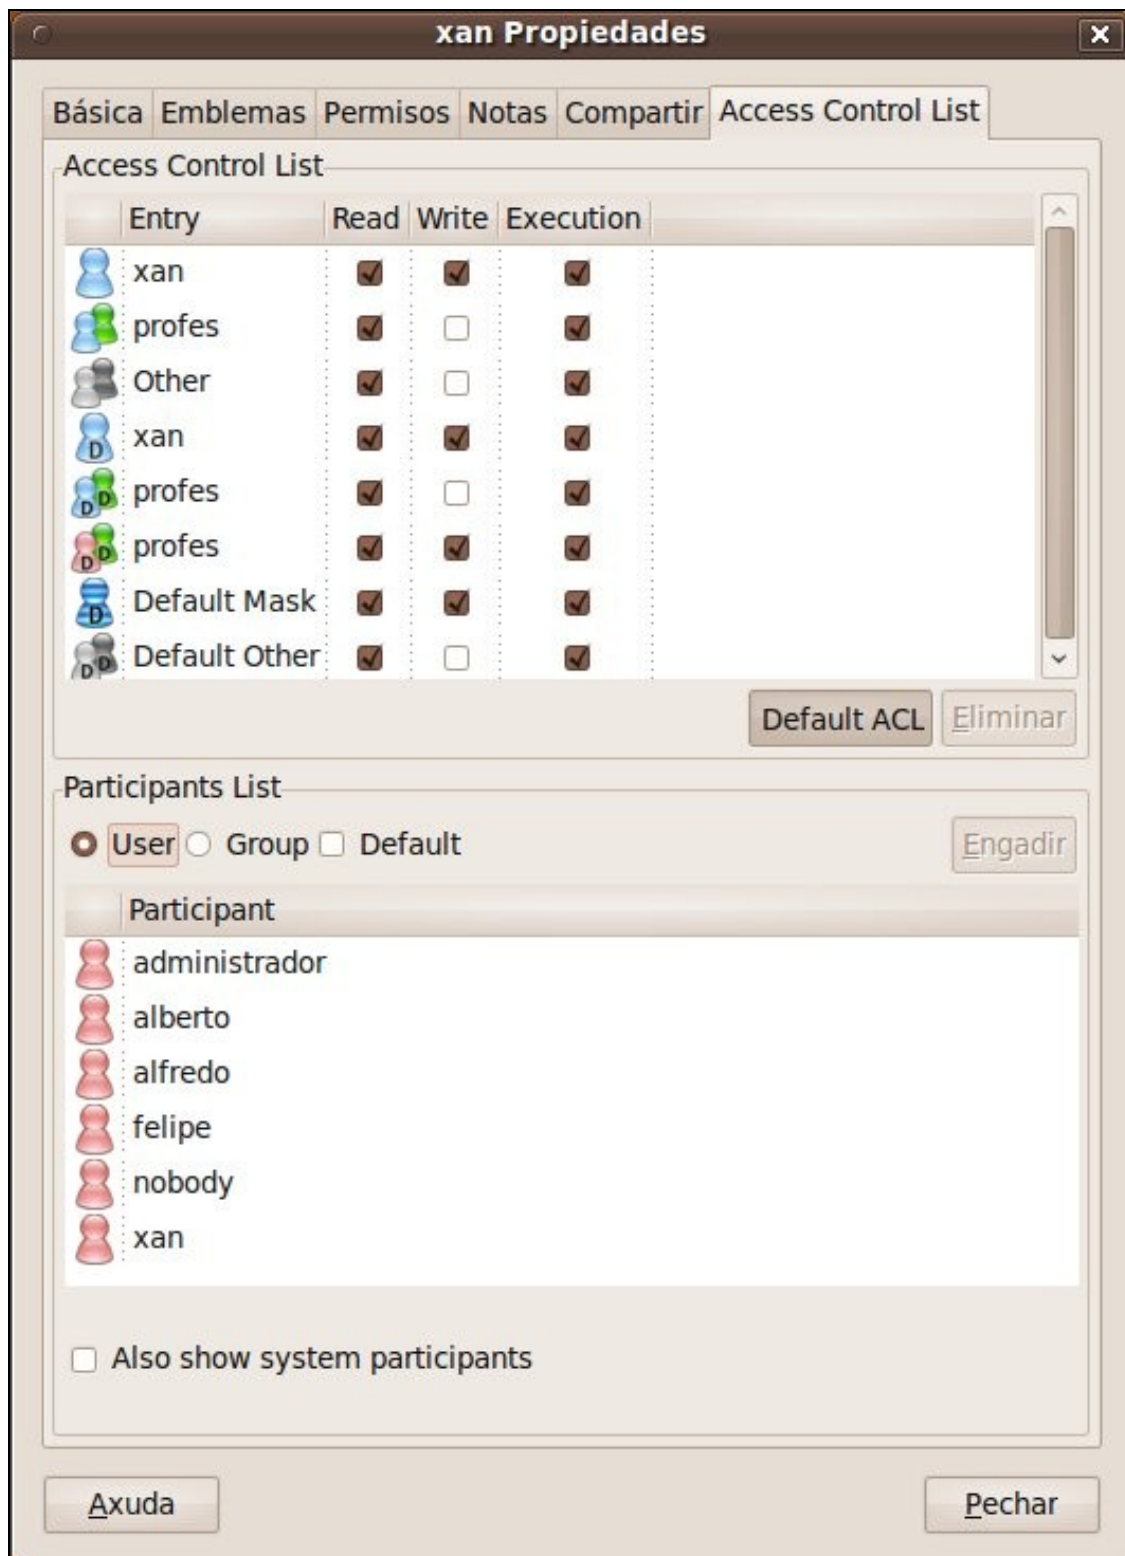 xan Propiedades
Básica Emblemas Permisos Notas Compartir Access Control List
Access Control List
Entry Read Write Execution
xan
profes
Other
D xan
D D profes
D D profes
D Default Mask
D D Default Other
Default ACL Eliminar
Participants List
User Group Default Engadir
Participant
administrador
alberto
alfredo
felipe
nobody
xan
Also show system participants
Axuda Pechar